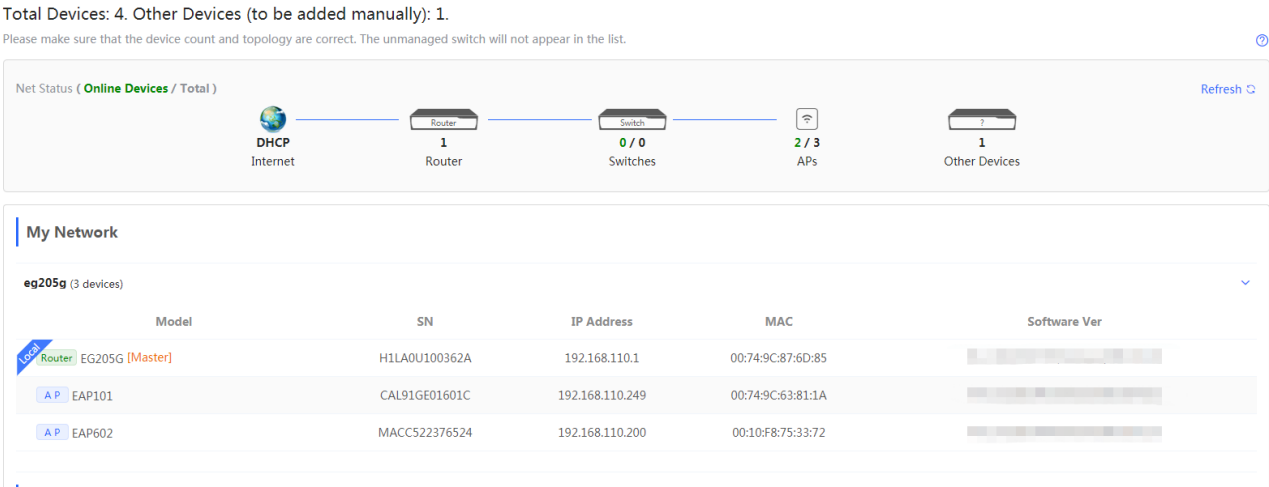 Total Devices: 4. Other Devices (to be added manually): 1.
Please make sure that the device count and topology are correct. The unmanaged switch will not appear in the list.
Net Status ( Online Devices / Total )
Refresh
Router
Switch
?
DHCP
1
0 / 0
2 / 3
1
Internet
Router
Switches
APs
Other Devices
My Network
eg205g (3 devices)
Model SN IP Address MAC Software Ver
Local
Router EG205G [Master] H1LA0U100362A 192.168.110.1 00:74:9C:87:6D:85
AP EAP101 CAL91GE01601C 192.168.110.249 00:74:9C:63:81:1A
AP EAP602 MACC522376524 192.168.110.200 00:10:F8:75:33:72